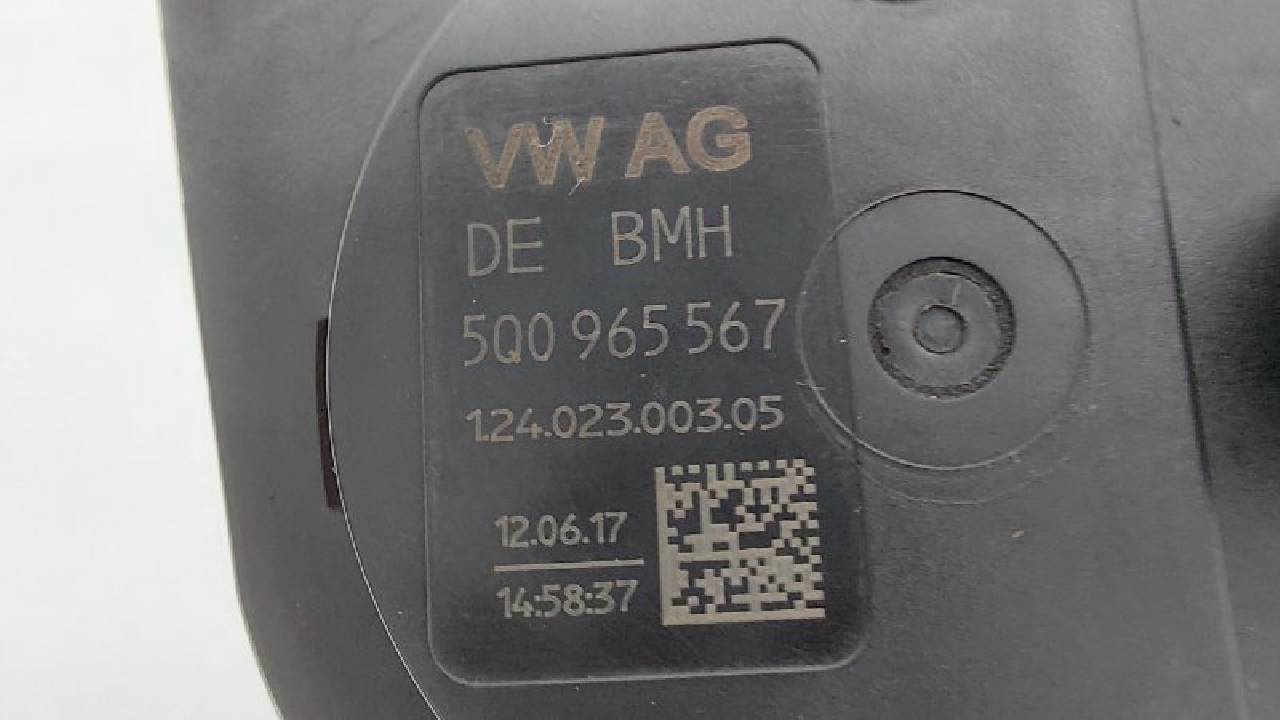 VW AG
DE BMH
5Q0 965 567
1.24.023.003.05
12.06.17
14:58:37